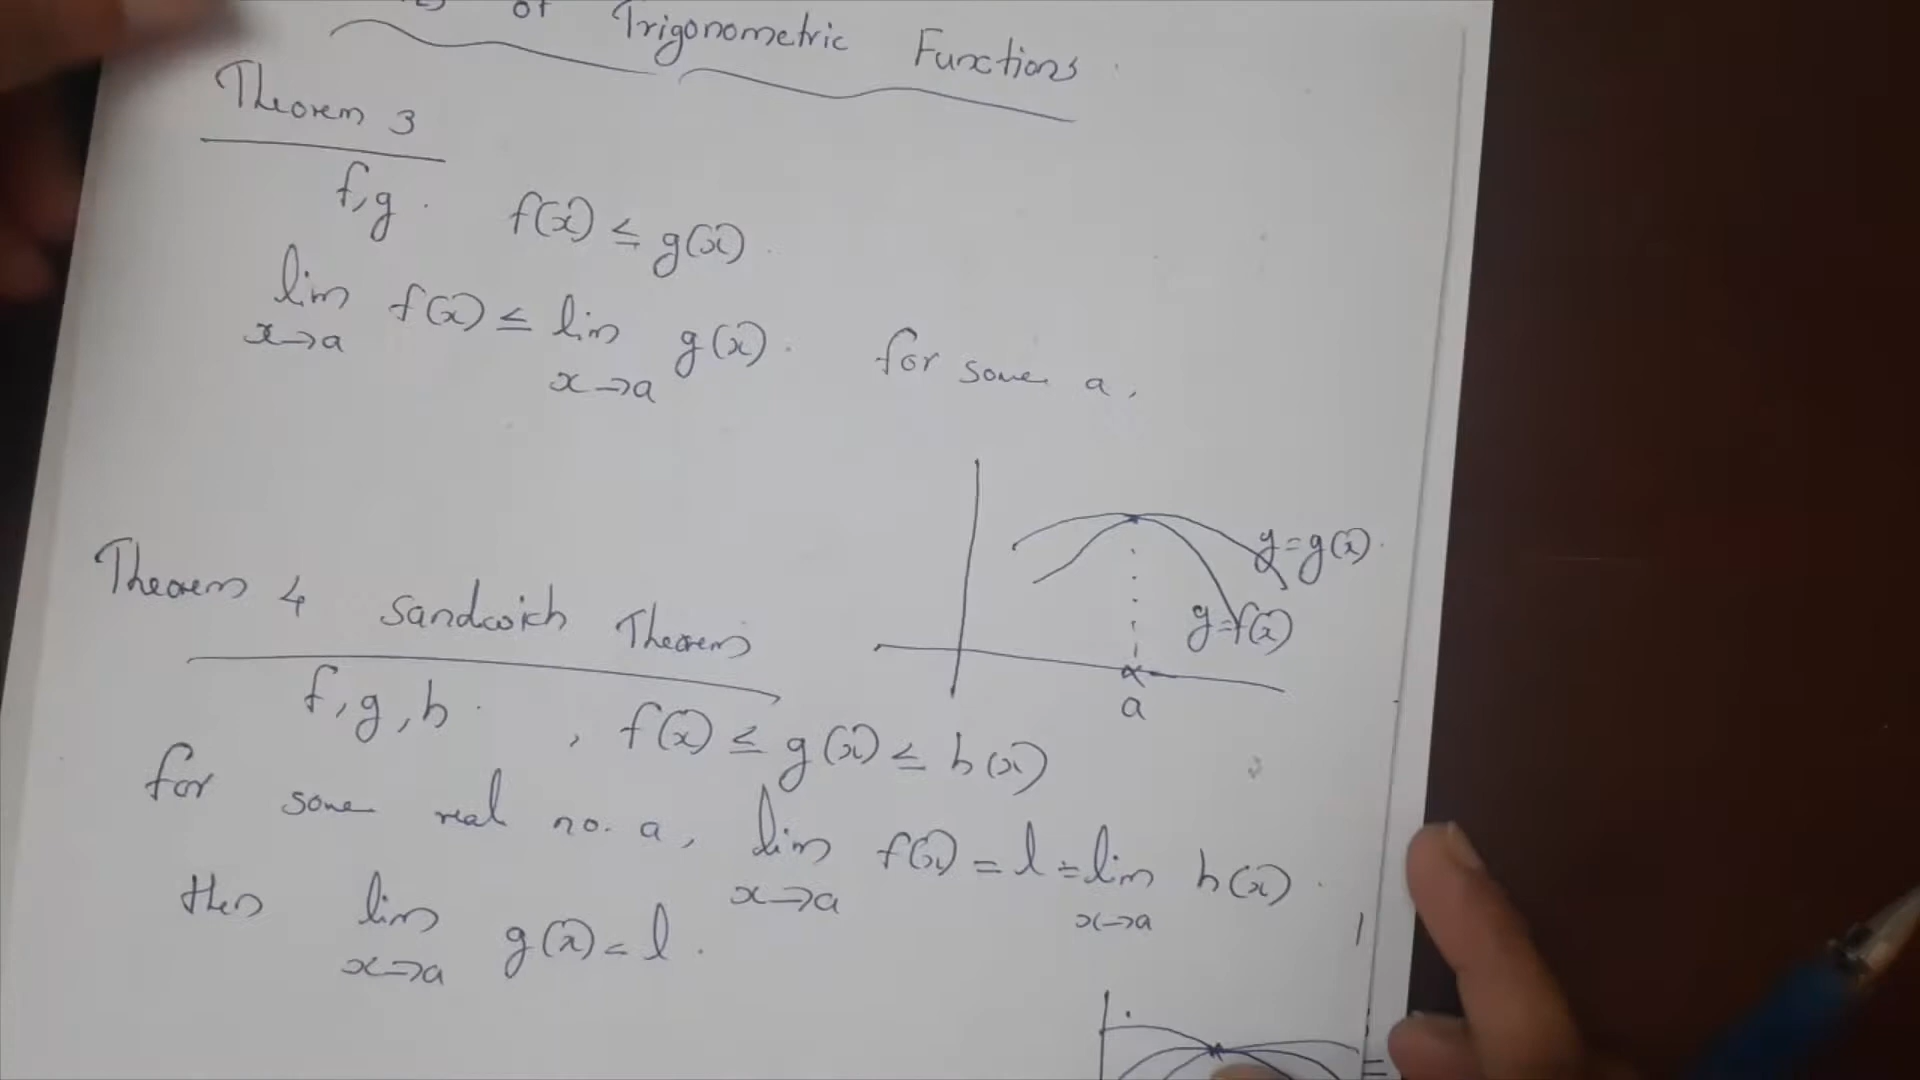 of Trigonometric Functions
Theorem 3
f, g. f(x) ≤ g(x).
lim f(x) ≤ lim g(x). for some a,
x→a x→a
y=g(x).
y=f(x)
a
Theorem 4 Sandwich Theorem
f, g, h. , f(x) ≤ g(x) ≤ h(x)
for some real no. a, lim f(x) = l = lim h(x).
x→a x→a
then lim g(x) = l.
x→a